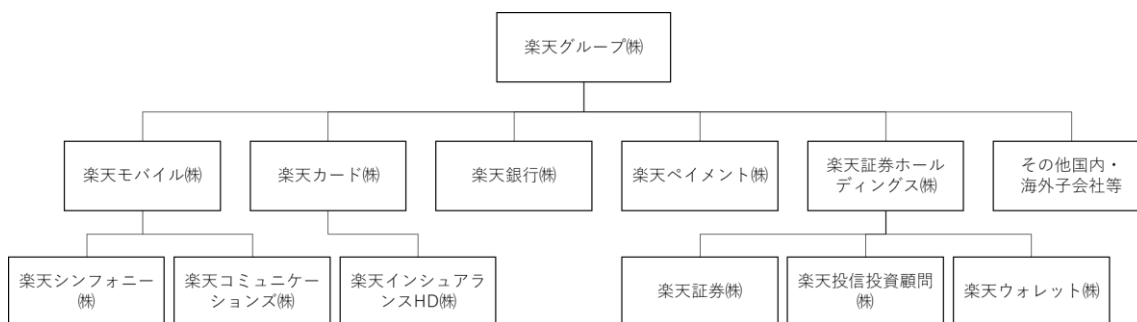 楽天グループ㈱
楽天モバイル㈱
楽天カード㈱
楽天銀行㈱
楽天ペイメント㈱
楽天証券ホール
ディングス㈱
その他国内・
海外子会社等
楽天シンフォニー
㈱
楽天コミュニケー
ションズ㈱
楽天インシュアラ
ンスHD㈱
楽天証券㈱
楽天投信投資顧問
㈱
楽天ウォレット㈱